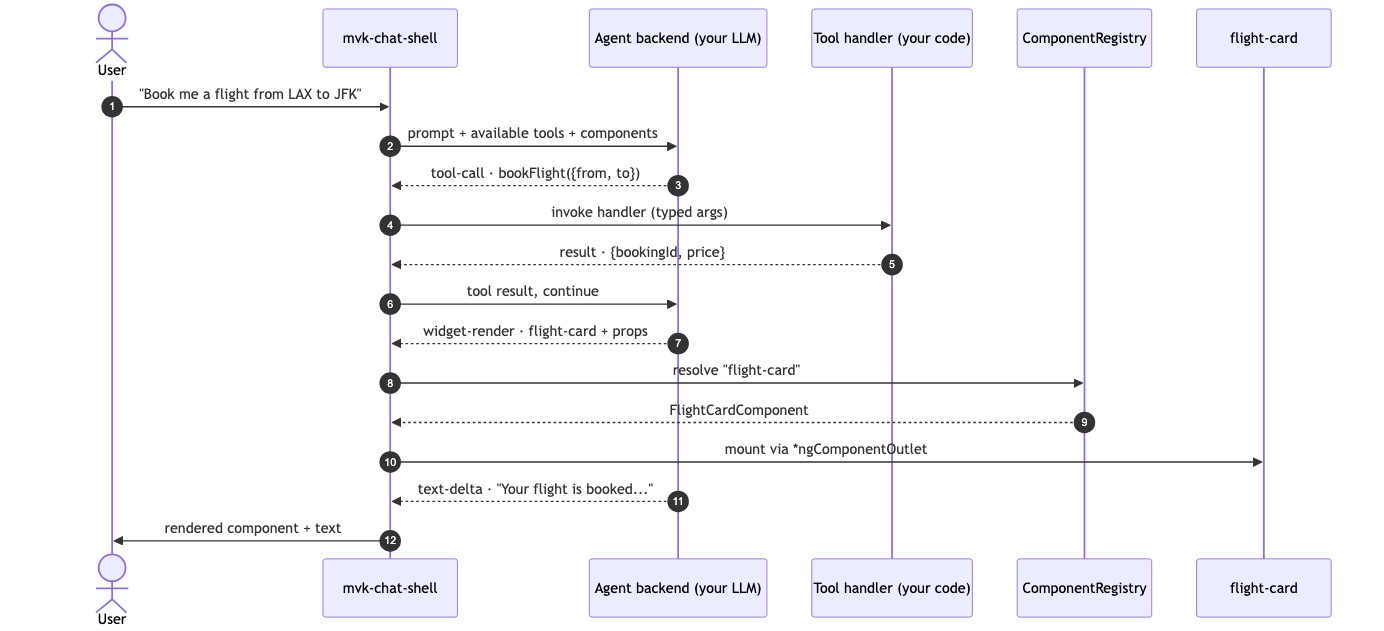 mvk-chat-shell
Agent backend (your LLM)
Tool handler (your code)
ComponentRegistry
flight-card
User
"Book me a flight from LAX to JFK"
1
prompt + available tools + components
2
tool-call · bookFlight({from, to})
3
invoke handler (typed args)
4
result · {bookingId, price}
5
tool result, continue
6
widget-render · flight-card + props
7
resolve "flight-card"
8
FlightCardComponent
9
mount via *ngComponentOutlet
10
text-delta · "Your flight is booked..."
11
rendered component + text
12
mvk-chat-shell
Agent backend (your LLM)
Tool handler (your code)
ComponentRegistry
flight-card
User